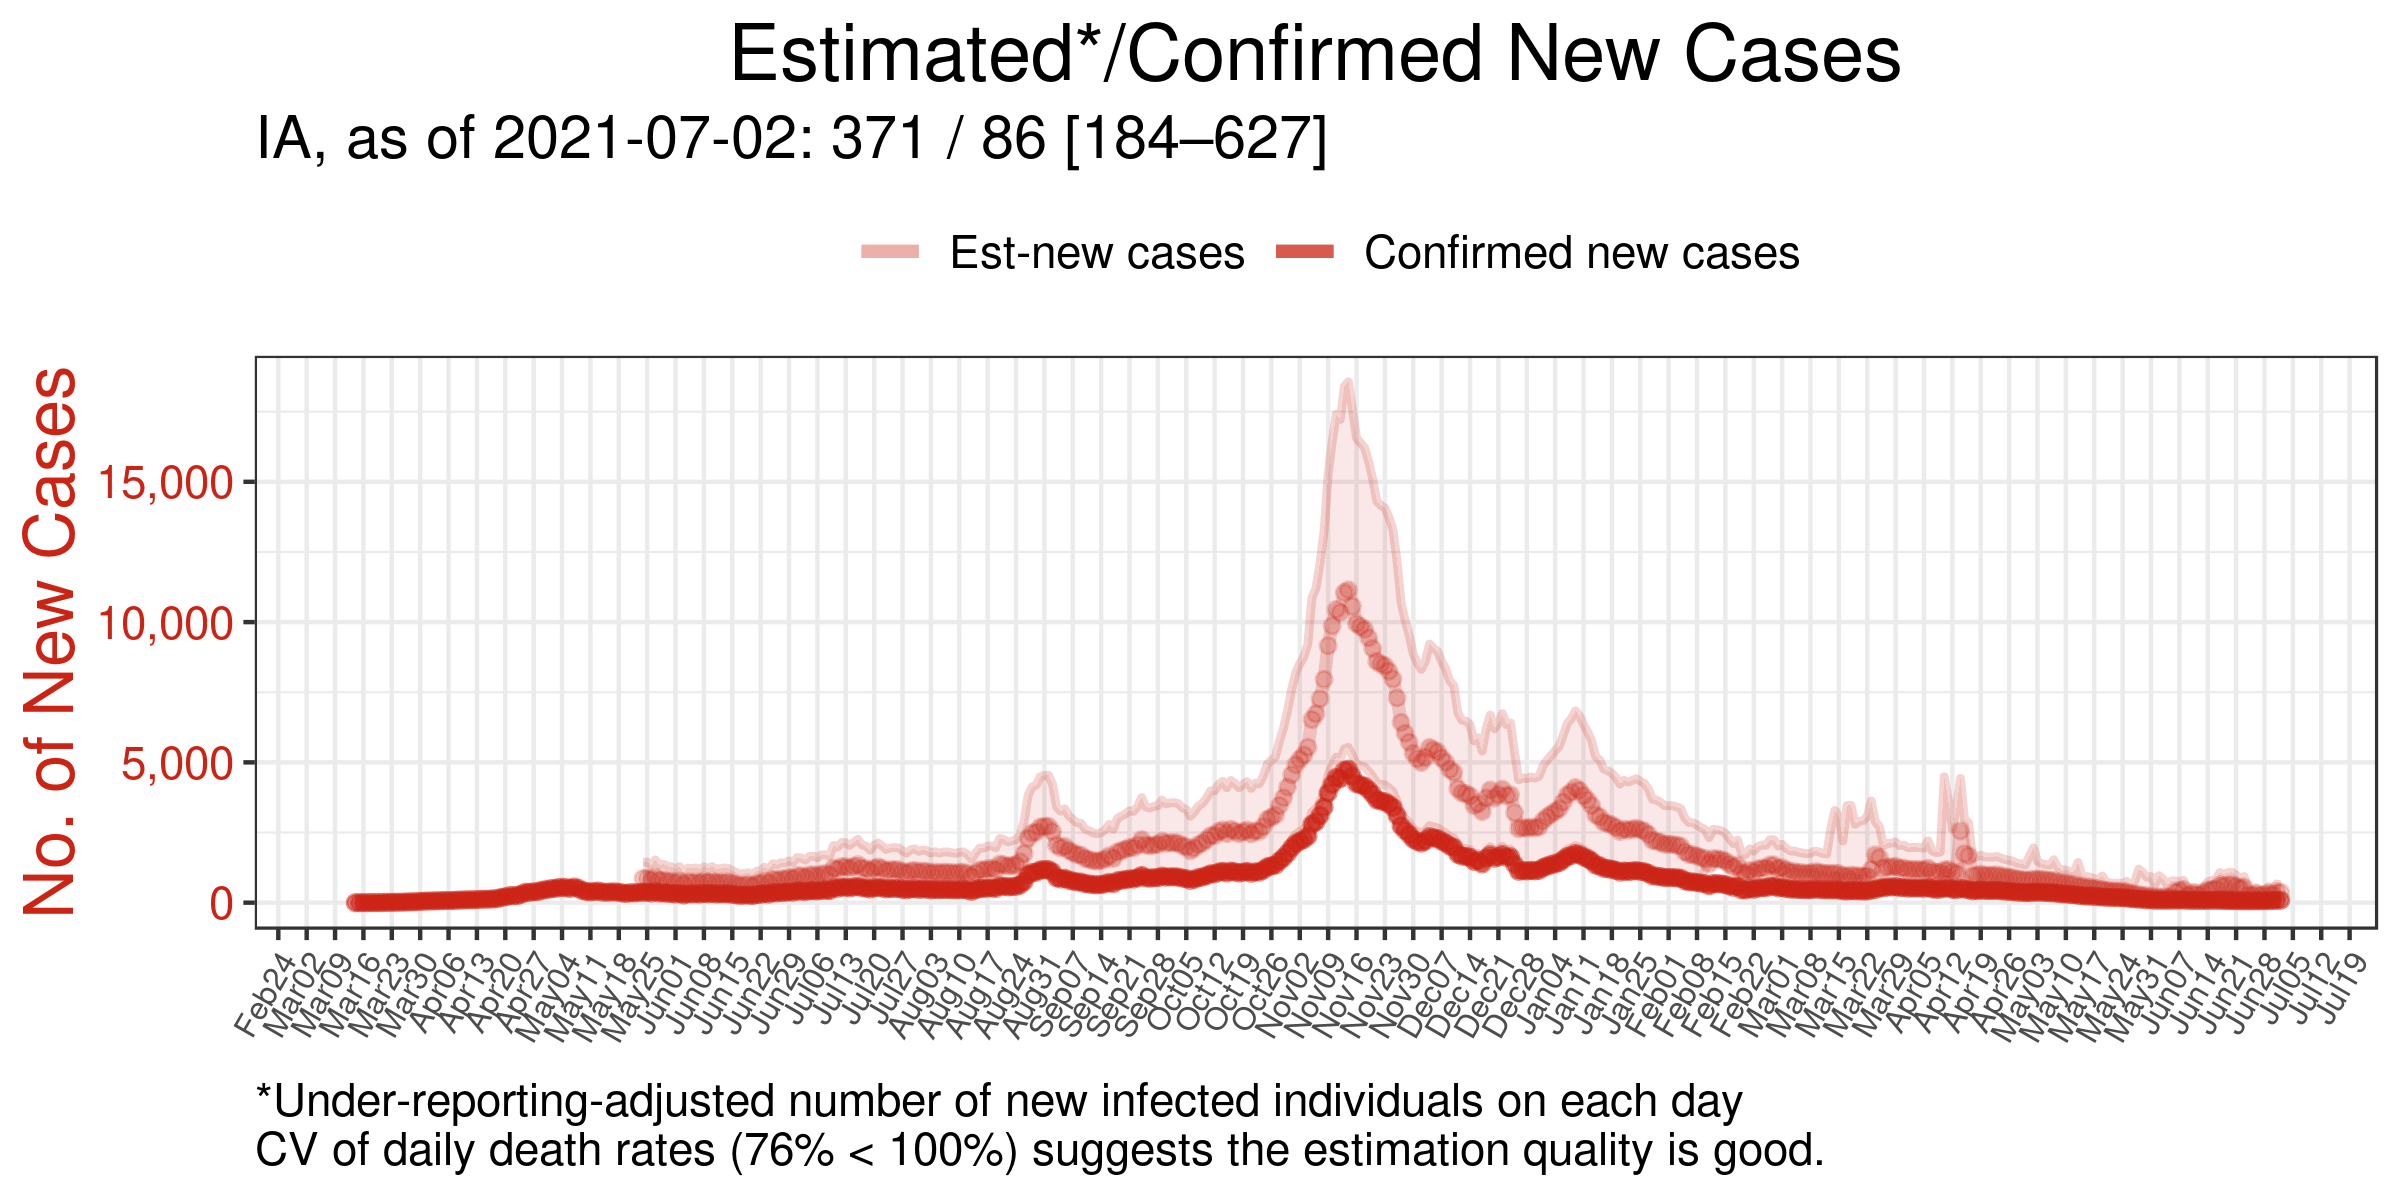 Estimated*/Confirmed New Cases
IA, as of 2021-07-02: 371 / 86 [184–627]
Est-new cases
Confirmed new cases
No. of New Cases
15,000
10,000
5,000
0
Feb24
Mar02
Mar09
Mar16
Mar23
Mar30
Apr06
Apr13
Apr20
Apr27
May04
May11
May18
May25
Jun01
Jun08
Jun15
Jun22
Jun29
Jul06
Jul13
Jul20
Jul27
Aug03
Aug10
Aug17
Aug24
Aug31
Sep07
Sep14
Sep21
Sep28
Oct05
Oct12
Oct19
Oct26
Nov02
Nov09
Nov16
Nov23
Nov30
Dec07
Dec14
Dec21
Dec28
Jan04
Jan11
Jan18
Jan25
Feb01
Feb08
Feb15
Feb22
Mar01
Mar08
Mar15
Mar22
Mar29
Apr05
Apr12
Apr19
Apr26
May03
May10
May17
May24
May31
Jun07
Jun14
Jun21
Jun28
Jul05
Jul12
Jul19
*Under-reporting-adjusted number of new infected individuals on each day
CV of daily death rates (76% < 100%) suggests the estimation quality is good.